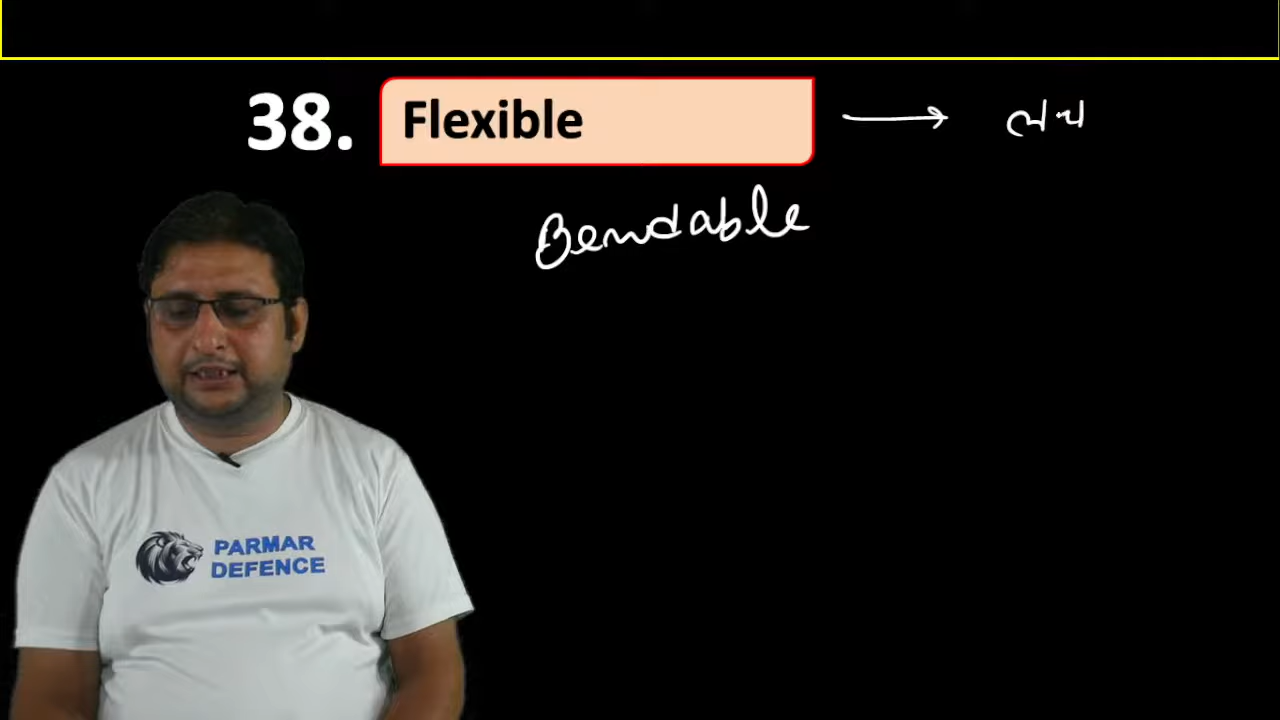 38. Flexible → लच
Bendable
PARMAR
DEFENCE